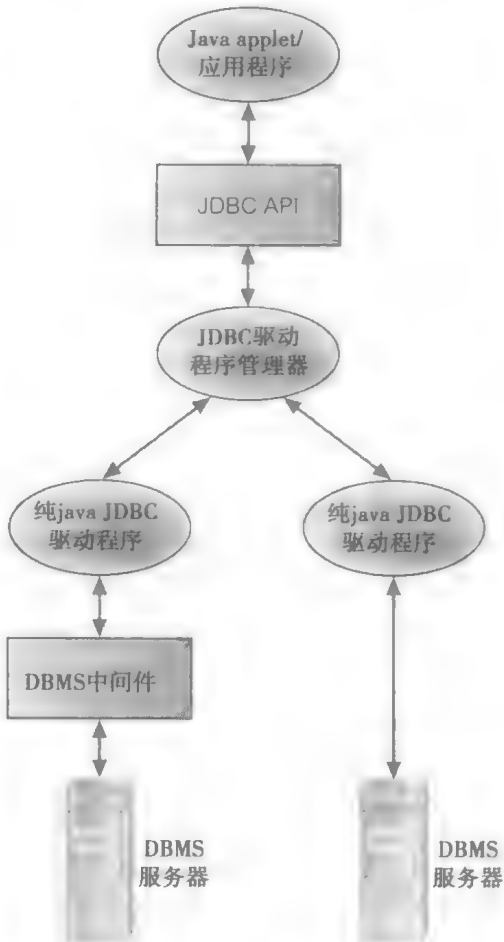 Java applet/
应用程序
JDBC API
JDBC驱动
程序管理器
纯java JDBC
驱动程序
纯java JDBC
驱动程序
DBMS中间件
DBMS
服务器
DBMS
服务器